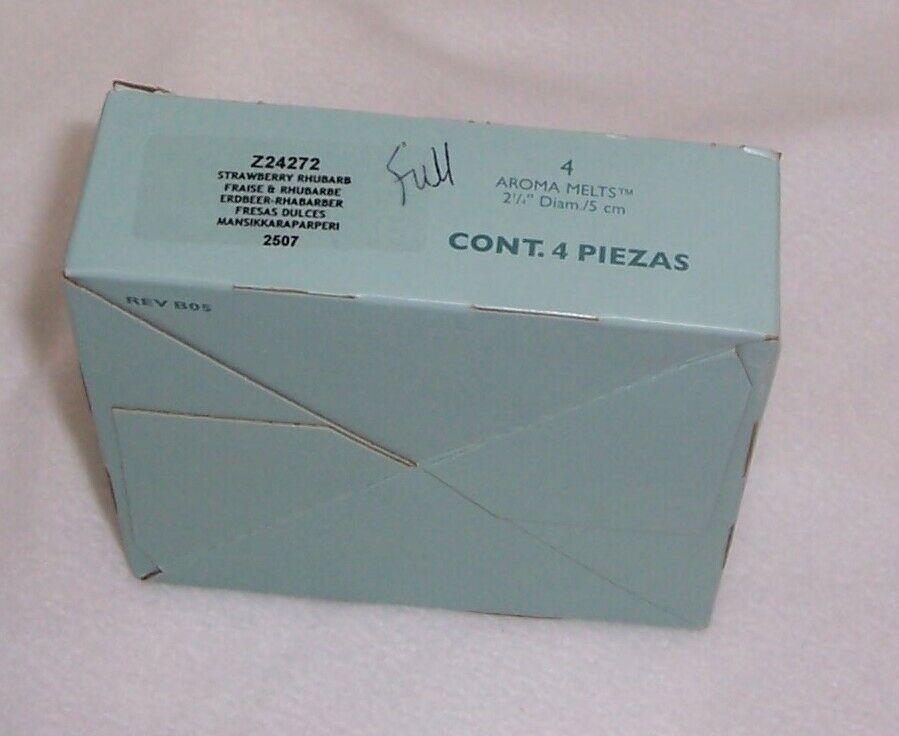 Z24272
STRAWBERRY RHUBARB
FRAISE & RHUBARBE
ERDBEER-RHABARBER
FRESAS DULCES
MANSIKKARAPARPERI
2507
Full
4
AROMA MELTS™
2¼" Diam./5 cm
CONT. 4 PIEZAS
REV B05